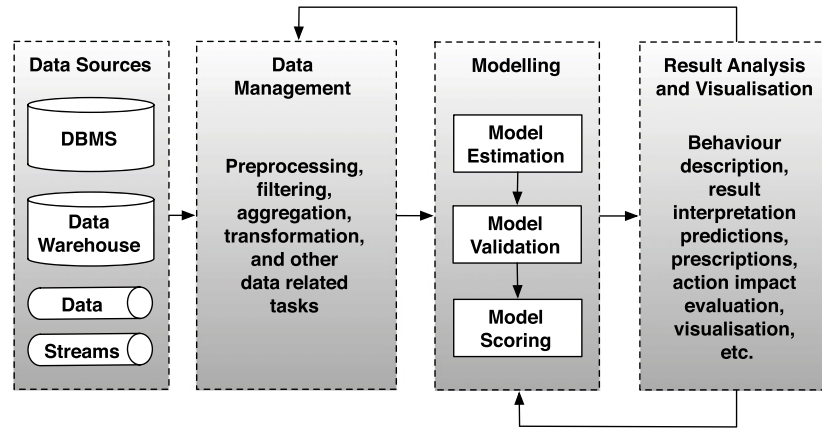 Data Sources
DBMS
Data
Warehouse
Data
Streams
Data
Management
Preprocessing,
filtering,
aggregation,
transformation,
and other
data related
tasks
Modelling
Model
Estimation
Model
Validation
Model
Scoring
Result Analysis
and Visualisation
Behaviour
description,
result
interpretation
predictions,
prescriptions,
action impact
evaluation,
visualisation,
etc.